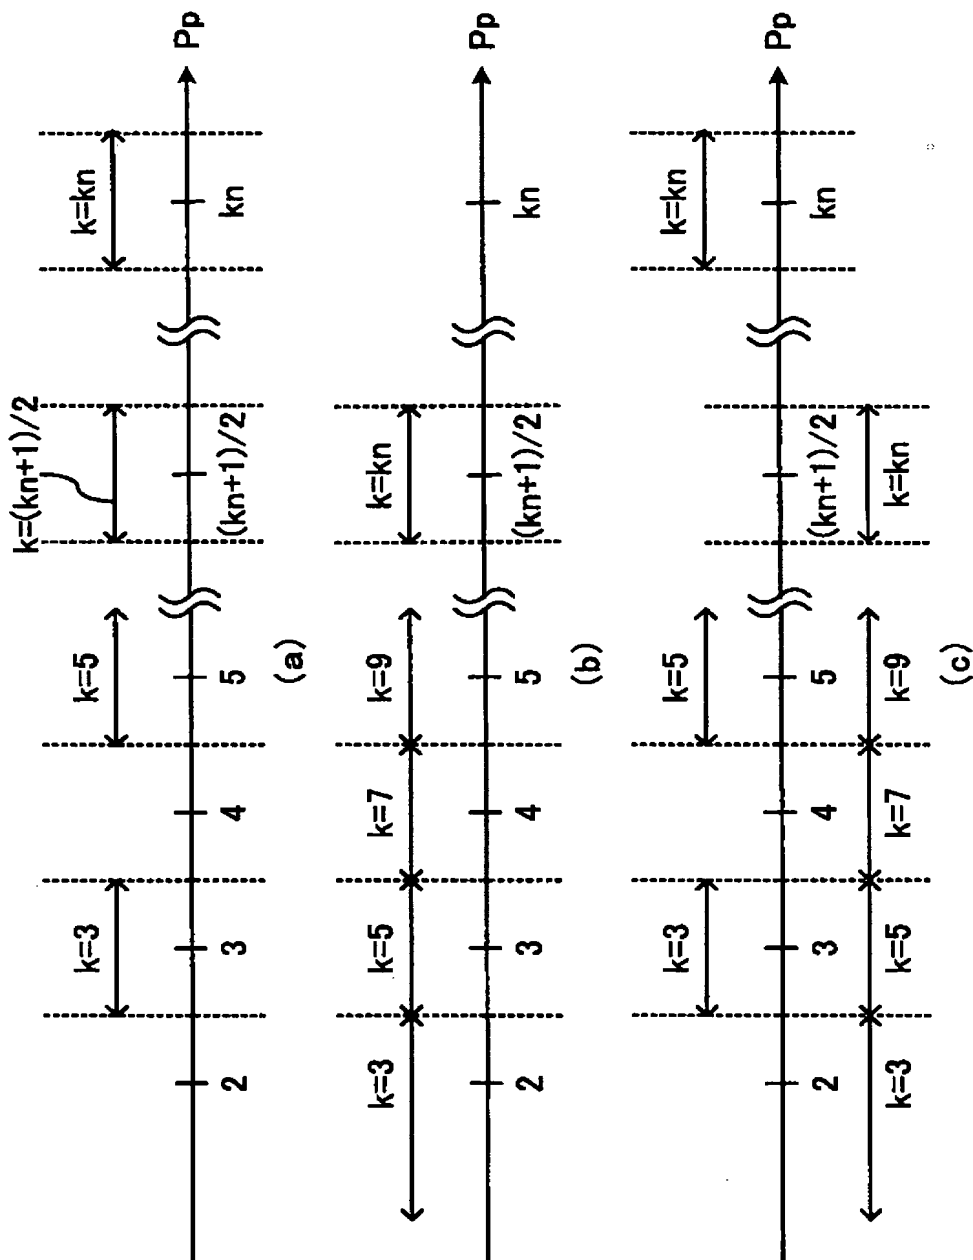 k=3
k=5
k=(kn+1)/2
k=kn
2
3
4
5
(kn+1)/2
kn
Pp
(a)
k=3
k=5
k=7
k=9
k=kn
2
3
4
5
(kn+1)/2
kn
Pp
(b)
k=3
k=5
k=kn
2
3
4
5
(kn+1)/2
kn
Pp
k=3
k=5
k=7
k=9
k=kn
(c)